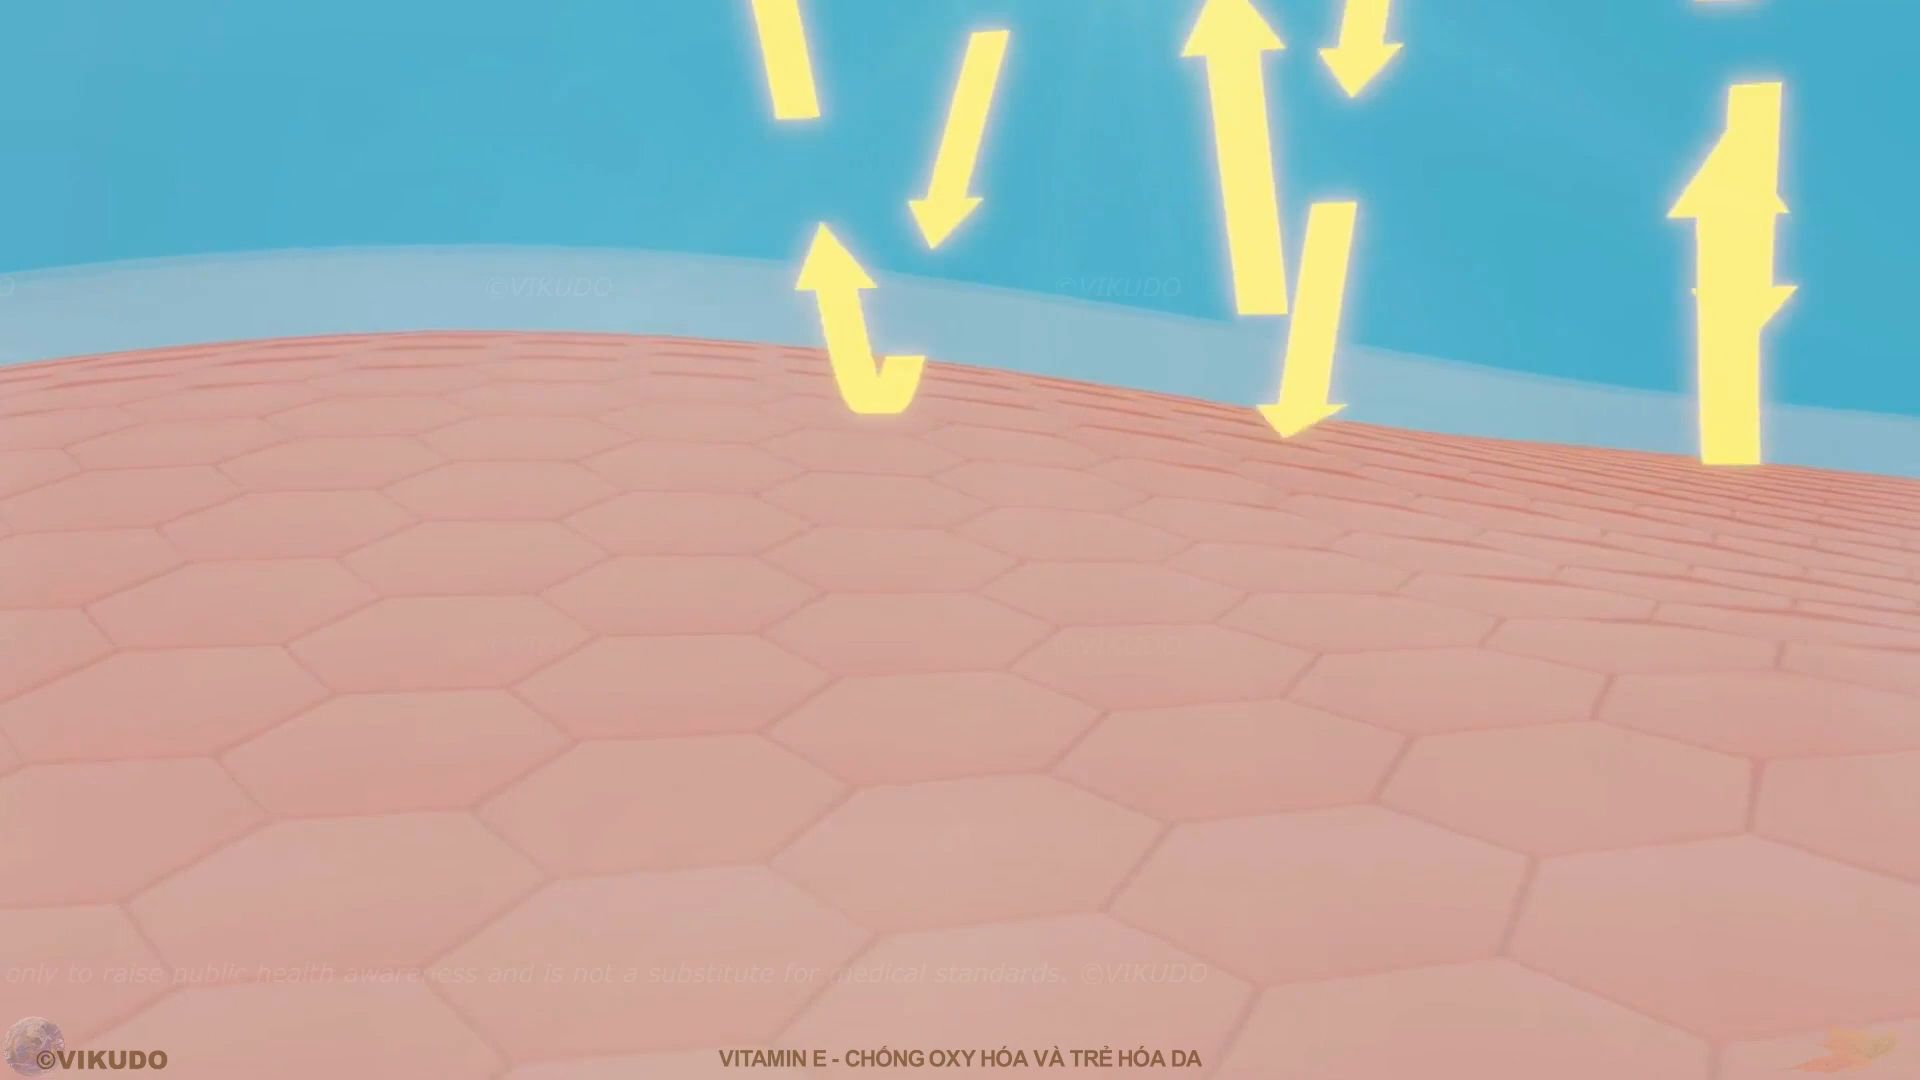 ©VIKUDO ©VIKUDO
©VIKUDO
only to raise public health awareness and is not a substitute for medical standards. ©VIKUDO
©VIKUDO
VITAMIN E - CHỐNG OXY HÓA VÀ TRẺ HÓA DA